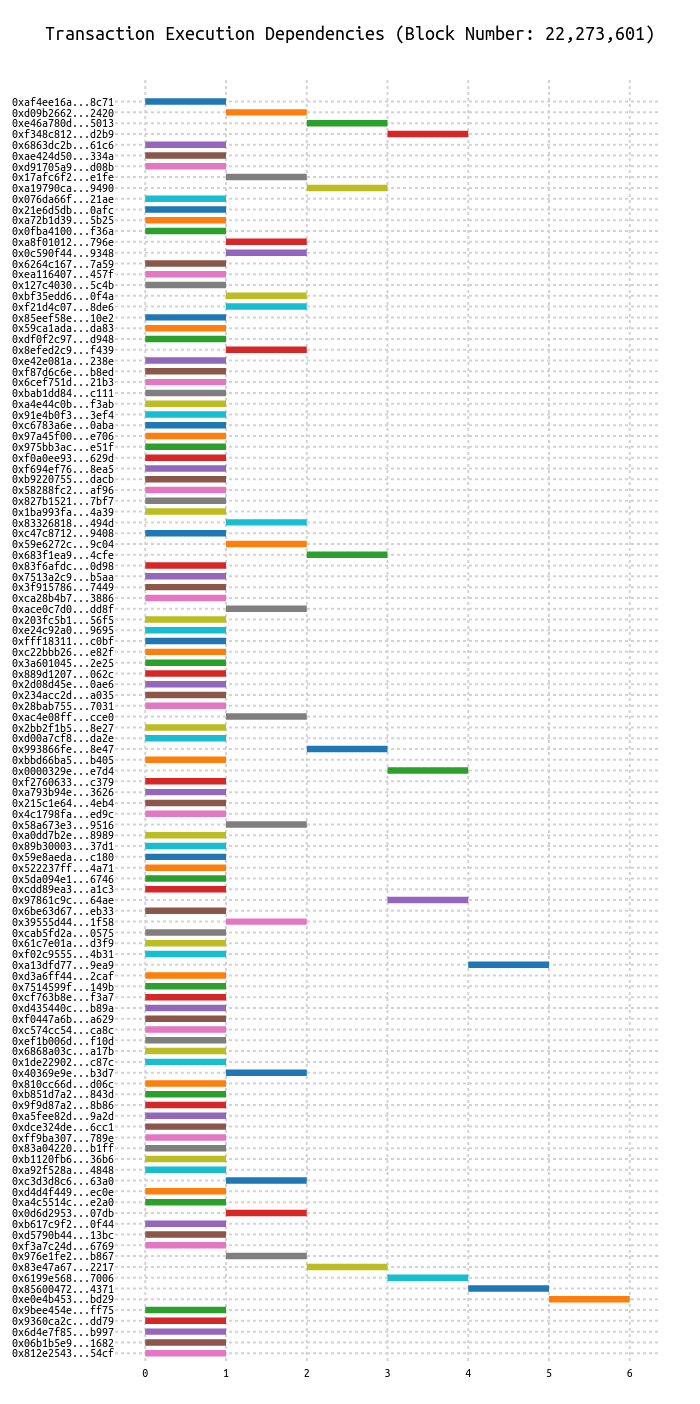 Transaction Execution Dependencies (Block Number: 22,273,601)
0xaf4ee16a...8c71
0xd09b2662...2420
0xe46a780d...5013
0xf348c812...d2b9
0x6863dc2b...61c6
0xae424d50...334a
0xd91705a9...d08b
0x17afc6f2...e1fe
0xa19790ca...9490
0x076da66f...21ae
0x21e6d5db...0afc
0xa72b1d39...5b25
0x0fba4100...f36a
0xa8f01012...796e
0x0c590f44...9348
0x6264c167...7a59
0xea116407...457f
0x127c4030...5c4b
0xbf35edd6...0f4a
0xf21d4c07...8de6
0x85eef58e...10e2
0x59ca1ada...da83
0xdf0f2c97...d948
0x8efed2c9...f439
0xe42e081a...238e
0xf87d6c6e...b8ed
0x6cef751d...21b3
0xbab1dd84...c111
0xa4e44c0b...f3ab
0x91e4b0f3...3ef4
0xc6783a6e...0aba
0x97a45f00...e706
0x975bb3ac...e51f
0xf0a0ee93...629d
0xf694ef76...8ea5
0xb9220755...dacb
0x58288fc2...af96
0x827b1521...7bf7
0x1ba993fa...4a39
0x83326818...494d
0xc47c8712...9408
0x59e6272c...9c04
0x683f1ea9...4cfe
0x83f6afdc...0d98
0x7513a2c9...b5aa
0x3f915786...7449
0xca28b4b7...3886
0xace0c7d0...dd8f
0x203fc5b1...56f5
0xe24c92a0...9695
0xfff18311...c0bf
0xc22bbb26...e82f
0x3a601045...2e25
0x889d1207...062c
0x2d08d45e...0ae6
0x234acc2d...a035
0x28bab755...7031
0xac4e08ff...cce0
0x2bb2f1b5...8e27
0xd00a7cf8...da2e
0x993866fe...8e47
0xbbd66ba5...b405
0x0000329e...e7d4
0xf2760633...c379
0xa793b94e...3626
0x215c1e64...4eb4
0x4c1798fa...ed9c
0x58a673e3...9516
0xa0dd7b2e...8989
0x89b30003...37d1
0x59e8aeda...c180
0x522237ff...4a71
0x5da094e1...6746
0xcdd89ea3...a1c3
0x97861c9c...64ae
0x6be63d67...eb33
0x39555d44...1f58
0xcab5fd2a...0575
0x61c7e01a...d3f9
0xf02c9555...4b31
0xa13dfd77...9ea9
0xd3a6ff44...2caf
0x7514599f...149b
0xcf763b8e...f3a7
0xd435440c...b89a
0xf0447a6b...a629
0xc574cc54...ca8c
0xef1b006d...f10d
0x6868a03c...a17b
0x1de22902...c87c
0x40369e9e...b3d7
0x810cc66d...d06c
0xb851d7a2...843d
0x9f9d87a2...8b86
0xa5fee82d...9a2d
0xdce324de...6cc1
0xff9ba307...789e
0x83a04220...b1ff
0xb1120fb6...36b6
0xa92f528a...4848
0xc3d3d8c6...63a0
0xd4d4f449...ec0e
0xa4c5514c...e2a0
0x0d6d2953...07db
0xb617c9f2...0f44
0xd5790b44...13bc
0xf3a7c24d...6769
0x976e1fe2...b867
0x83e47a67...2217
0x6199e568...7006
0x85600472...4371
0xe0e4b453...bd29
0x9bee454e...ff75
0x9360ca2c...dd79
0x6d4e7f85...b997
0x06b1b5e9...1682
0x812e2543...54cf
0 1 2 3 4 5 6